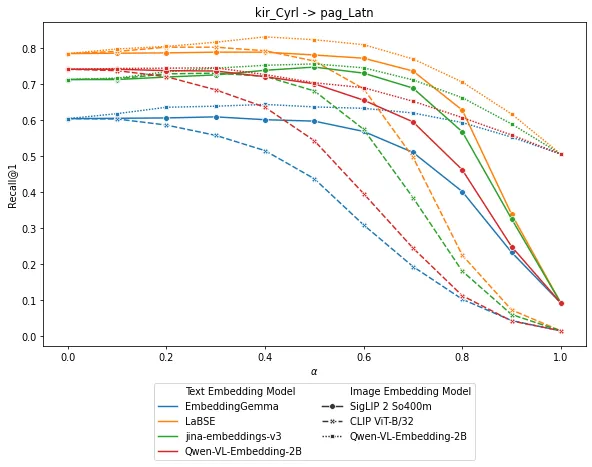 kir_Cyrl -> pag_Latn
Recall@1
0.8
0.7
0.6
0.5
0.4
0.3
0.2
0.1
0.0
0.0
0.2
0.4
0.6
0.8
1.0
α
Text Embedding Model
EmbeddingGemma
LaBSE
jina-embeddings-v3
Qwen-VL-Embedding-2B
Image Embedding Model
SigLIP 2 So400m
CLIP ViT-B/32
Qwen-VL-Embedding-2B